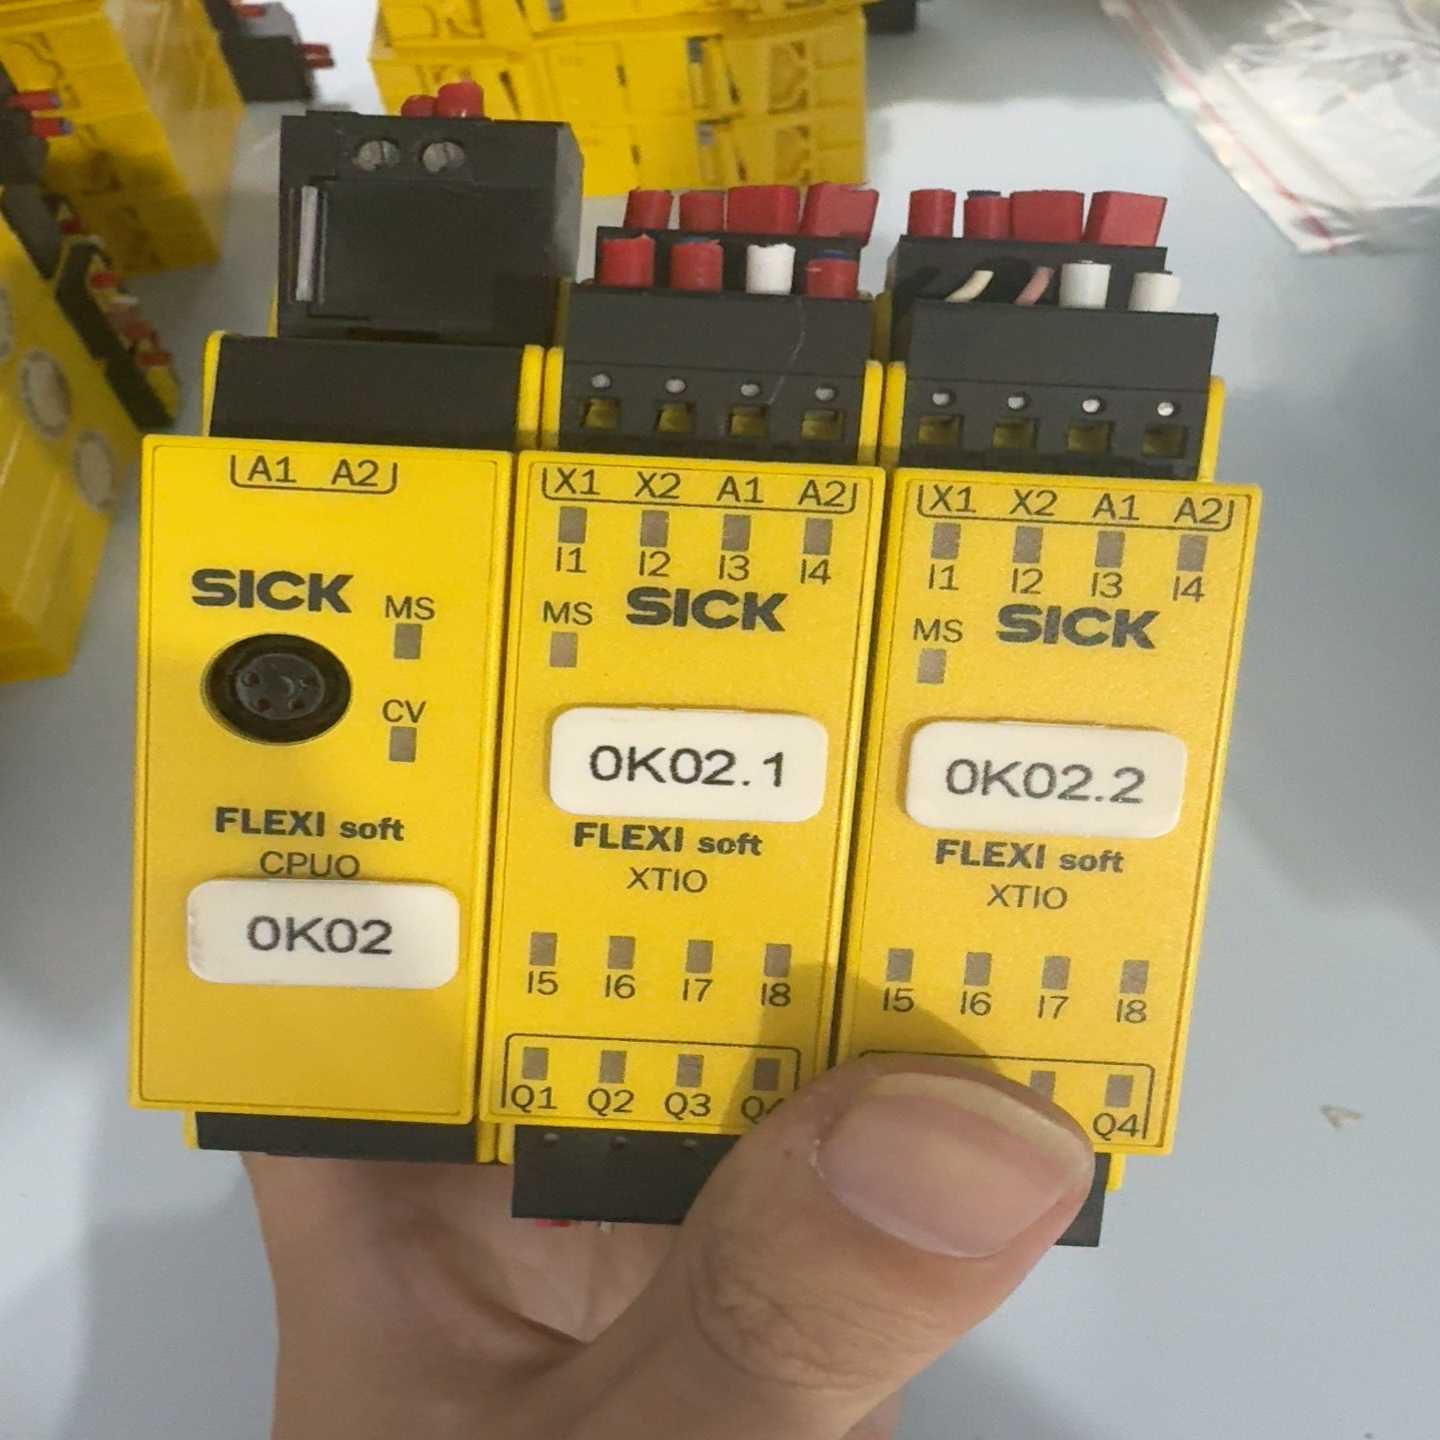 A1 A2
SICK
MS
CV
FLEXI soft
CPU0
0K02
X1 X2 A1 A2
I1 I2 I3 I4
MS
SICK
0K02.1
FLEXI soft
XTIO
I5 I6 I7 I8
Q1 Q2 Q3
X1 X2 A1 A2
I1 I2 I3 I4
MS
SICK
0K02.2
FLEXI soft
XTIO
I5 I6 I7 I8
Q4